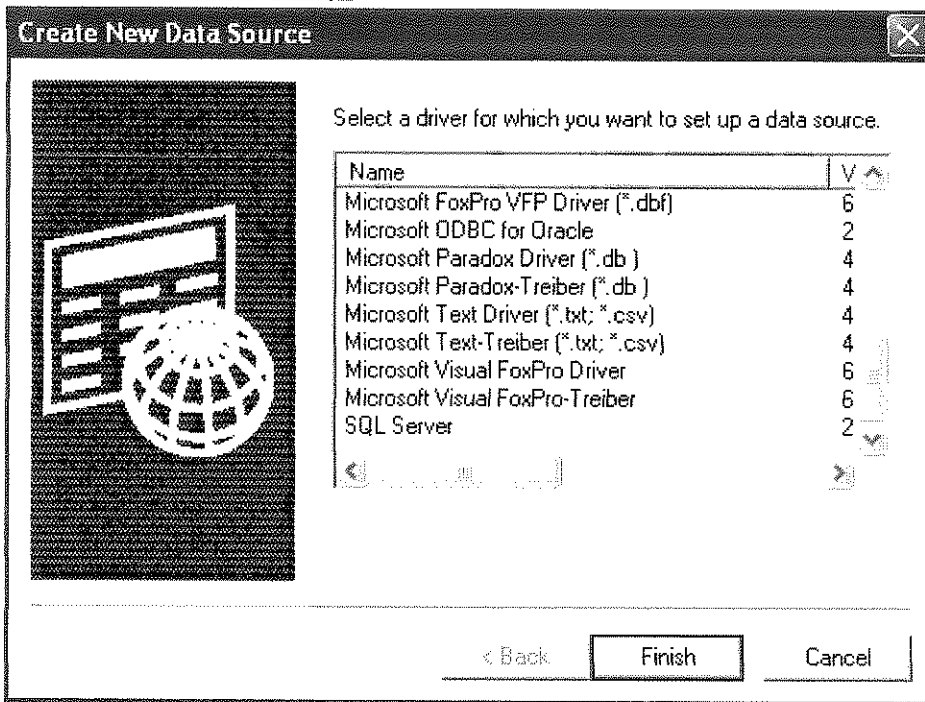 Create New Data Source
Select a driver for which you want to set up a data source.
Name V
Microsoft FoxPro VFP Driver (*.dbf) 6
Microsoft ODBC for Oracle 2
Microsoft Paradox Driver (*.db ) 4
Microsoft Paradox-Treiber (*.db ) 4
Microsoft Text Driver (*.txt; *.csv) 4
Microsoft Text-Treiber (*.txt; *.csv) 4
Microsoft Visual FoxPro Driver 6
Microsoft Visual FoxPro-Treiber 6
SQL Server 2
< Back Finish Cancel